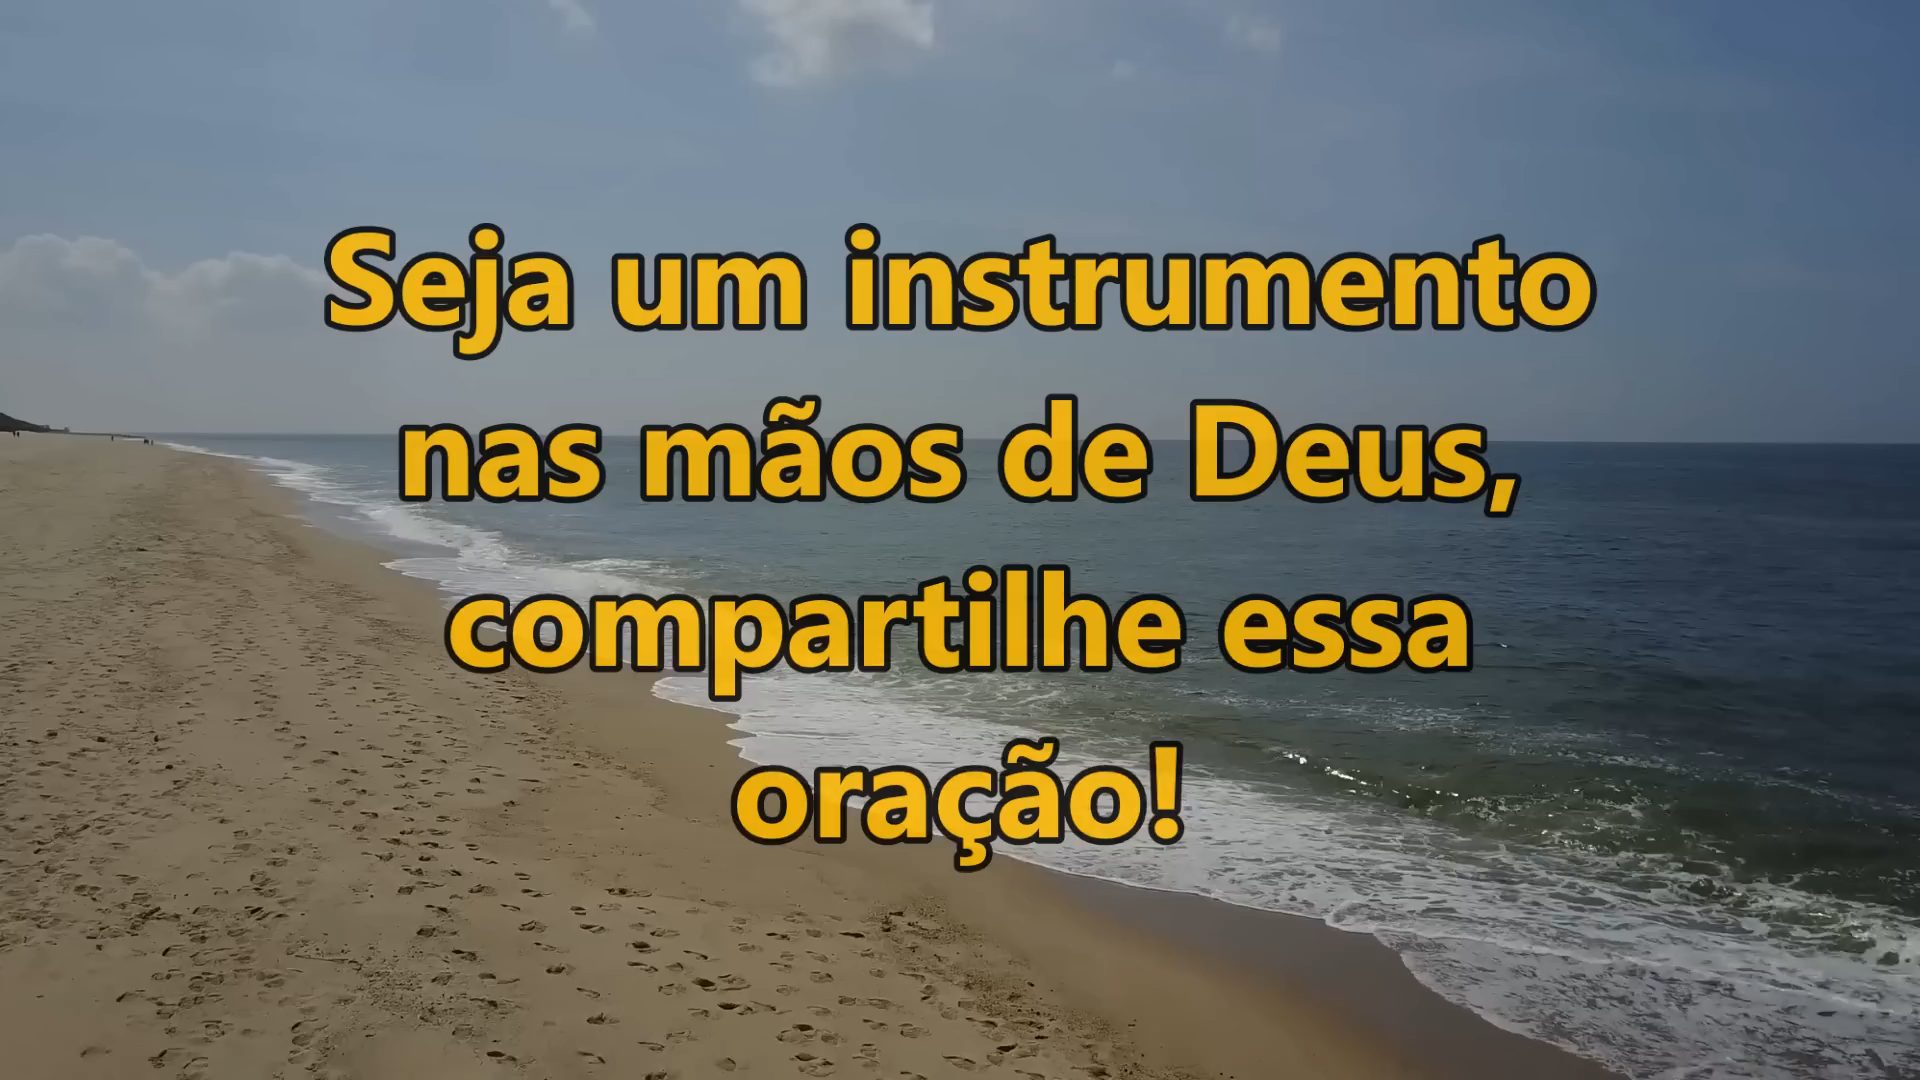 Seja um instrumento
nas mãos de Deus,
compartilhe essa
oração!